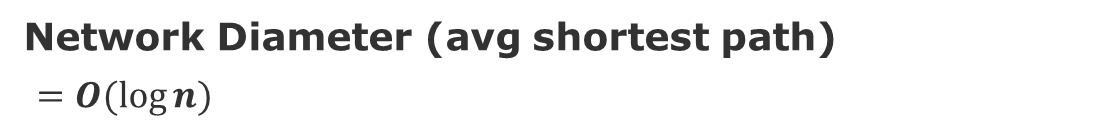 Network Diameter (avg shortest path)
= O(log n)